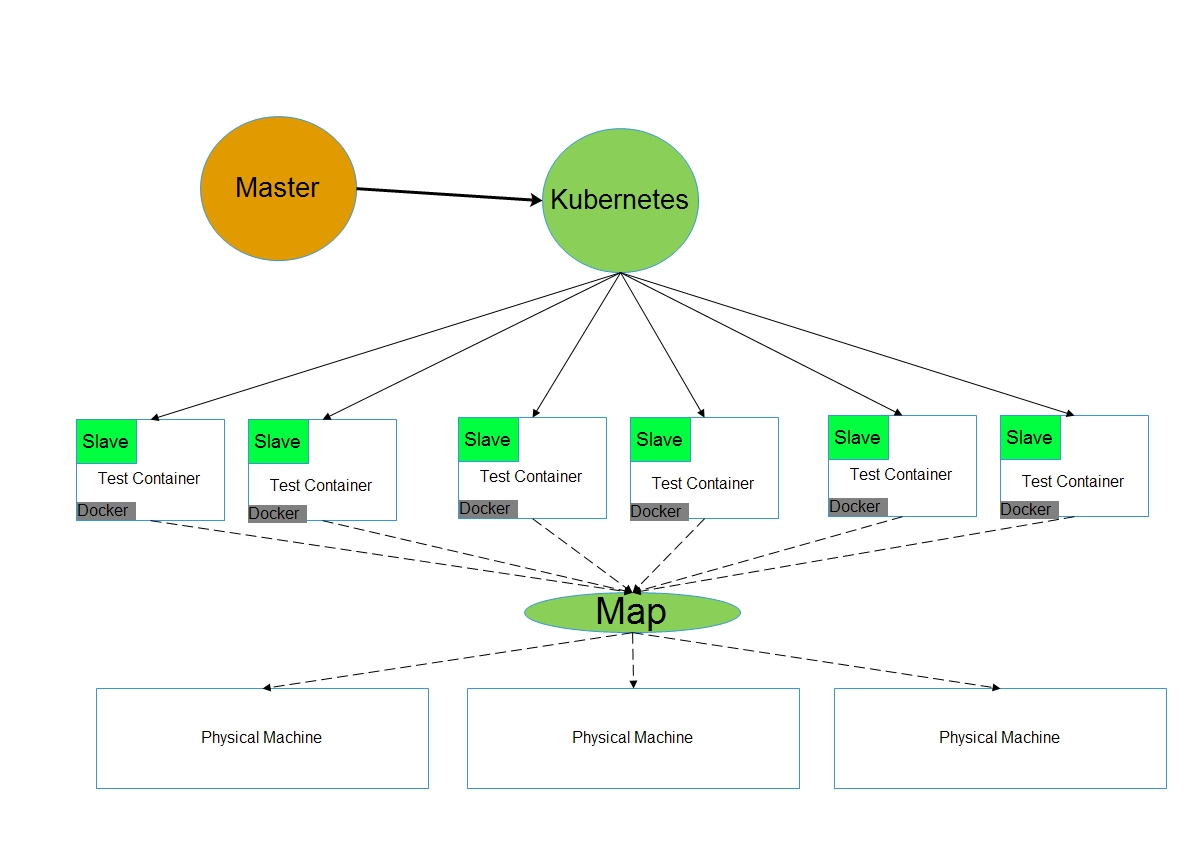 Master
Kubernetes
Slave
Test Container
Docker
Slave
Test Container
Docker
Slave
Test Container
Docker
Slave
Test Container
Docker
Slave
Test Container
Docker
Slave
Test Container
Docker
Map
Physical Machine
Physical Machine
Physical Machine